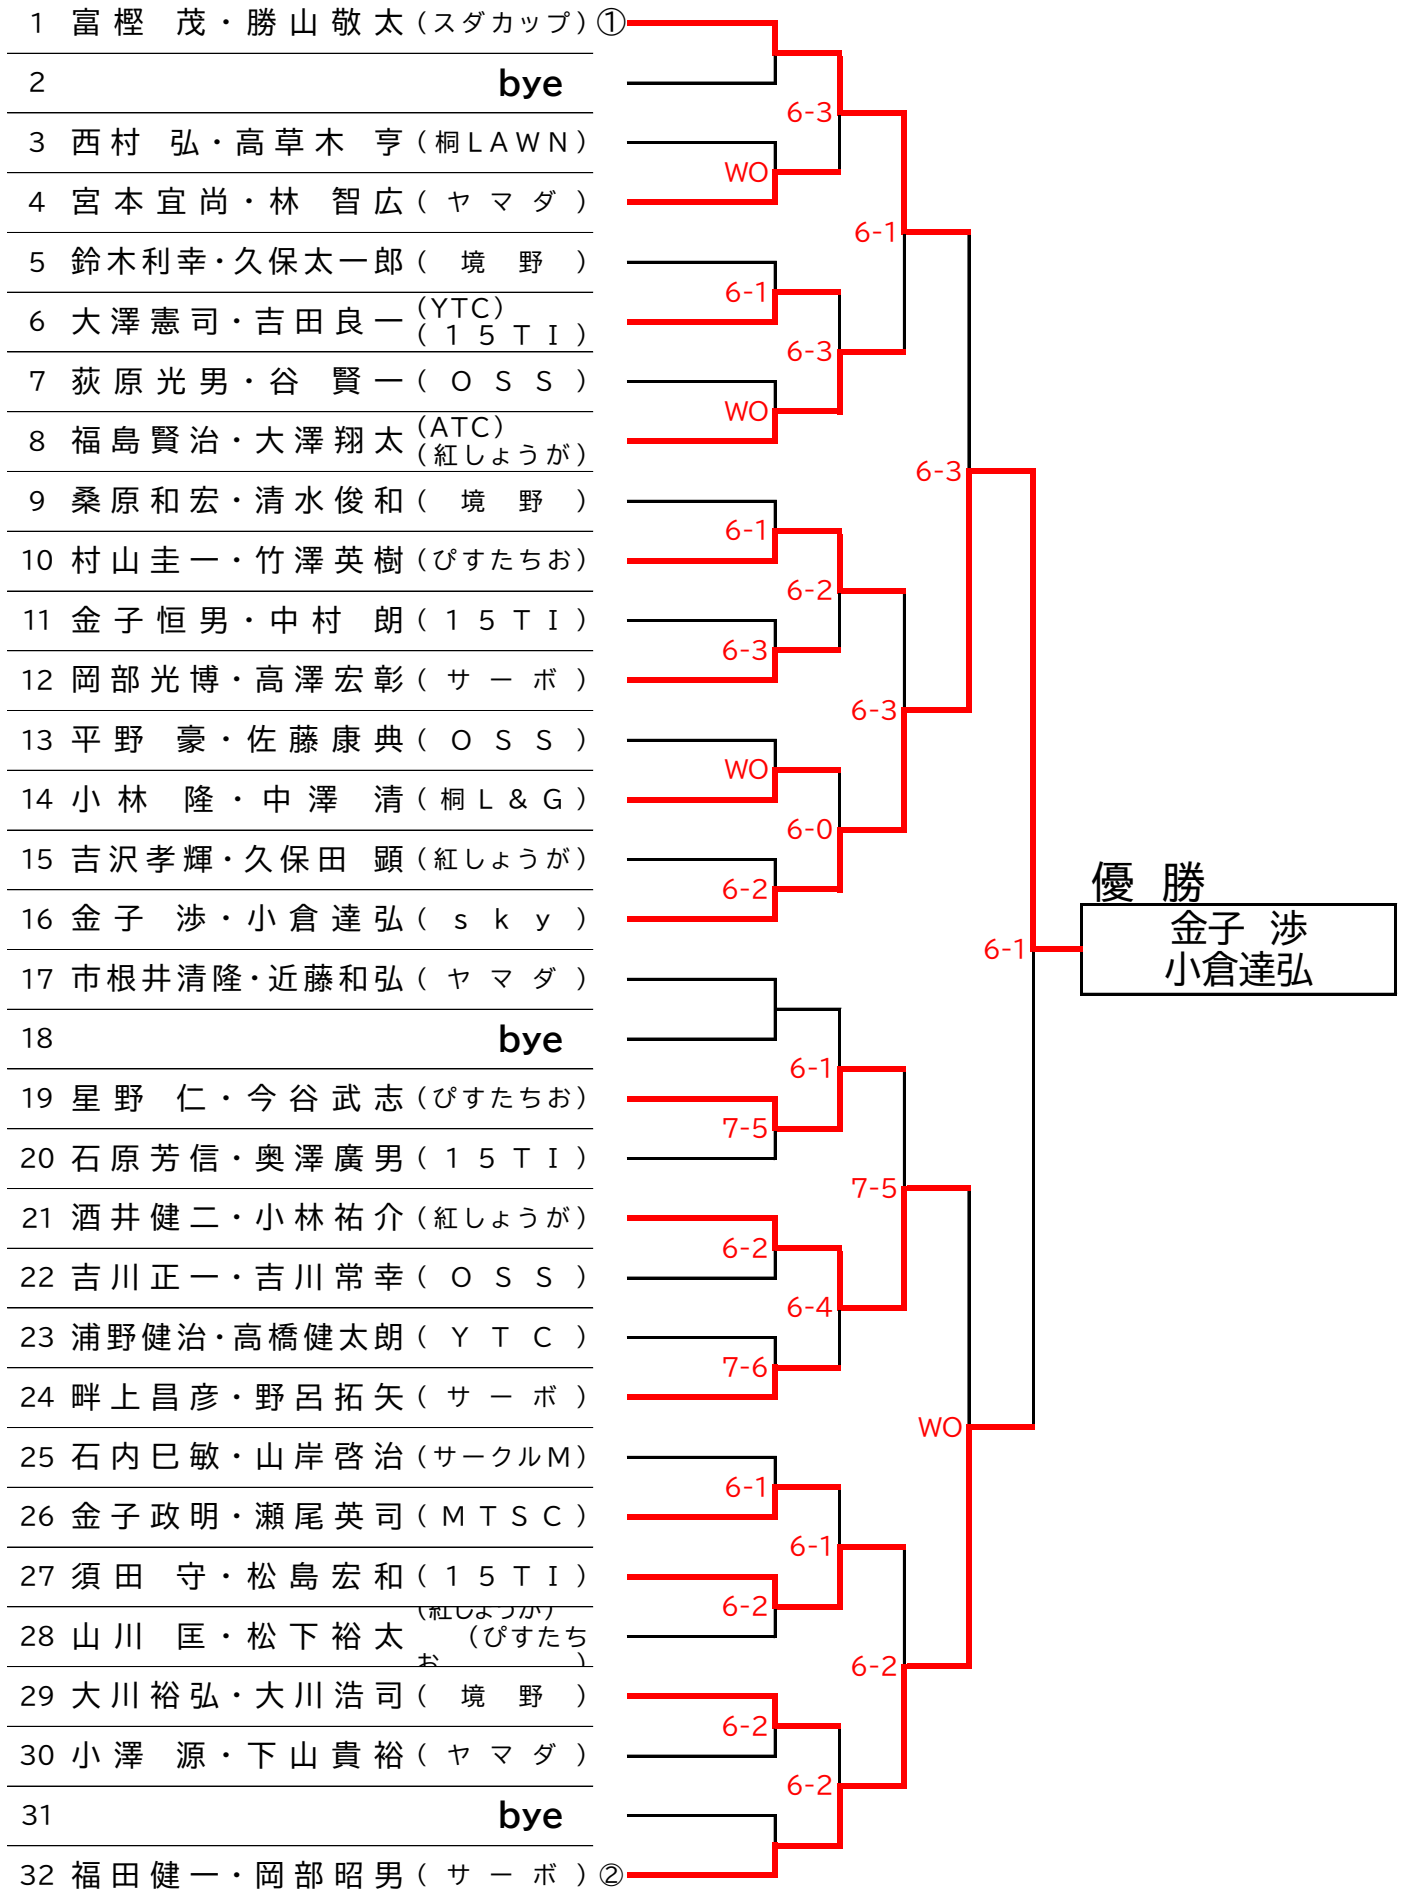 1 富樫 茂・勝山敬太 (スダカップ) ①
2 bye
6-3
3 西村 弘・高草木 亨 (桐LAWN)
WO
4 宮本宜尚・林 智広 (ヤマダ)
6-1
5 鈴木利幸・久保太一郎 (境野)
6-1
6 大澤憲司・吉田良一 (YTC)
(15TI)
6-3
7 荻原光男・谷 賢一 (OSS)
WO
8 福島賢治・大澤翔太 (ATC)
(紅しょうが)
6-3
9 桑原和宏・清水俊和 (境野)
6-1
10 村山圭一・竹澤英樹 (ぴすたちお)
6-2
11 金子恒男・中村 朗 (15TI)
6-3
12 岡部光博・高澤宏彰 (サーボ)
6-3
13 平野 豪・佐藤康典 (OSS)
WO
14 小林 隆・中澤 清 (桐L&G)
6-0
15 吉沢孝輝・久保田 顕 (紅しょうが)
6-2
優勝
16 金子 渉・小倉達弘 (sky)
金子 渉
6-1
小倉達弘
17 市根井清隆・近藤和弘 (ヤマダ)
18 bye
6-1
19 星野 仁・今谷武志 (ぴすたちお)
7-5
20 石原芳信・奥澤廣男 (15TI)
7-5
21 酒井健二・小林祐介 (紅しょうが)
6-2
22 吉川正一・吉川常幸 (OSS)
6-4
23 浦野健治・高橋健太朗 (YTC)
7-6
24 畔上昌彦・野呂拓矢 (サーボ)
WO
25 石内巳敏・山岸啓治 (サークルM)
6-1
26 金子政明・瀬尾英司 (MTSC)
6-1
27 須田 守・松島宏和 (15TI)
6-2
28 山川 匡・松下裕太 (紅しょうが)
(ぴすたち
お)
6-2
29 大川裕弘・大川浩司 (境野)
6-2
30 小澤 源・下山貴裕 (ヤマダ)
6-2
31 bye
32 福田健一・岡部昭男 (サーボ) ②